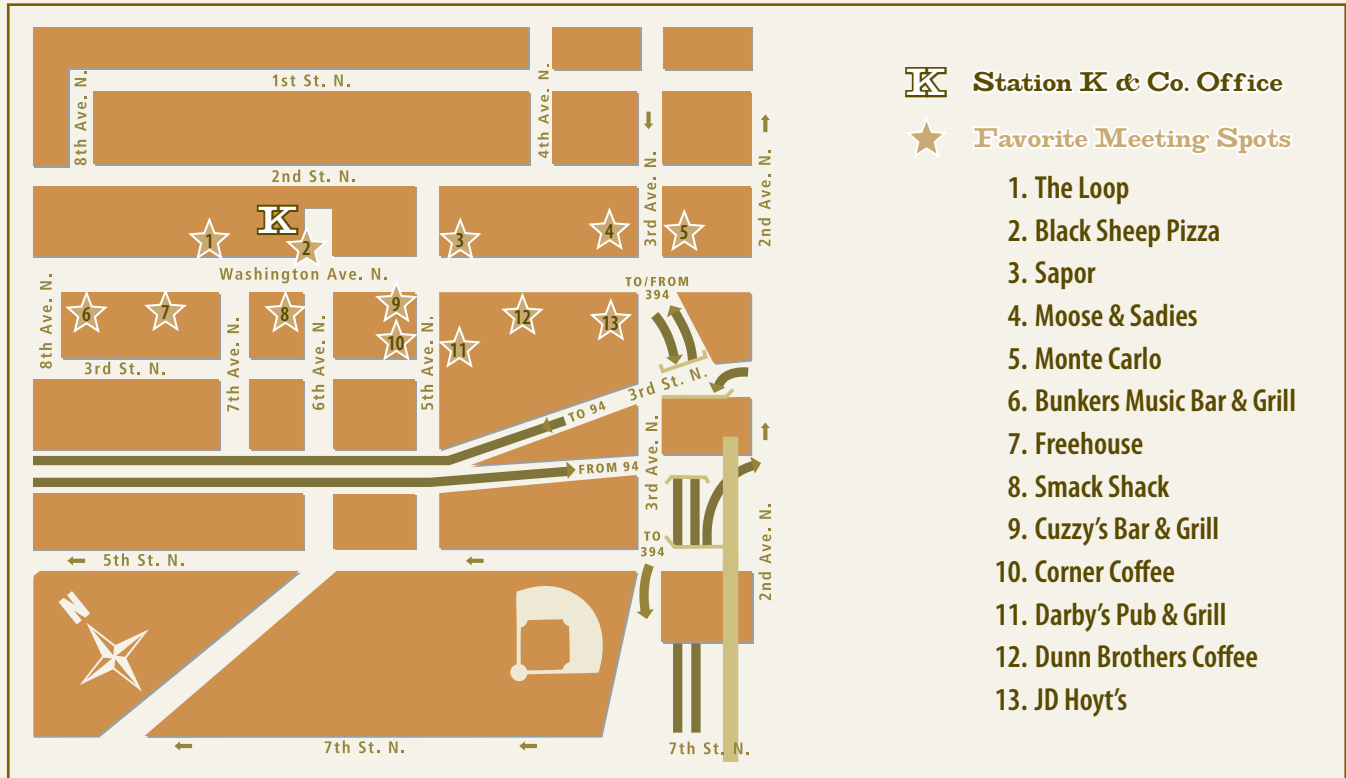 1st St. N.
8th Ave. N.
4th Ave. N.
2nd St. N.
3rd Ave. N.
2nd Ave. N.
K
1
2
3
4
5
Washington Ave. N.
TO/FROM
394
8th Ave. N.
6
7
8
9
10
11
12
13
7th Ave. N.
6th Ave. N.
5th Ave. N.
3rd St. N.
3rd St. N.
TO 94
FROM 94
3rd Ave. N.
TO
394
2nd Ave. N.
5th St. N.
N
7th St. N.
7th St. N.
K Station K & Co. Office
Favorite Meeting Spots
1. The Loop
2. Black Sheep Pizza
3. Sapor
4. Moose & Sadies
5. Monte Carlo
6. Bunkers Music Bar & Grill
7. Freehouse
8. Smack Shack
9. Cuzzy's Bar & Grill
10. Corner Coffee
11. Darby's Pub & Grill
12. Dunn Brothers Coffee
13. JD Hoyt's